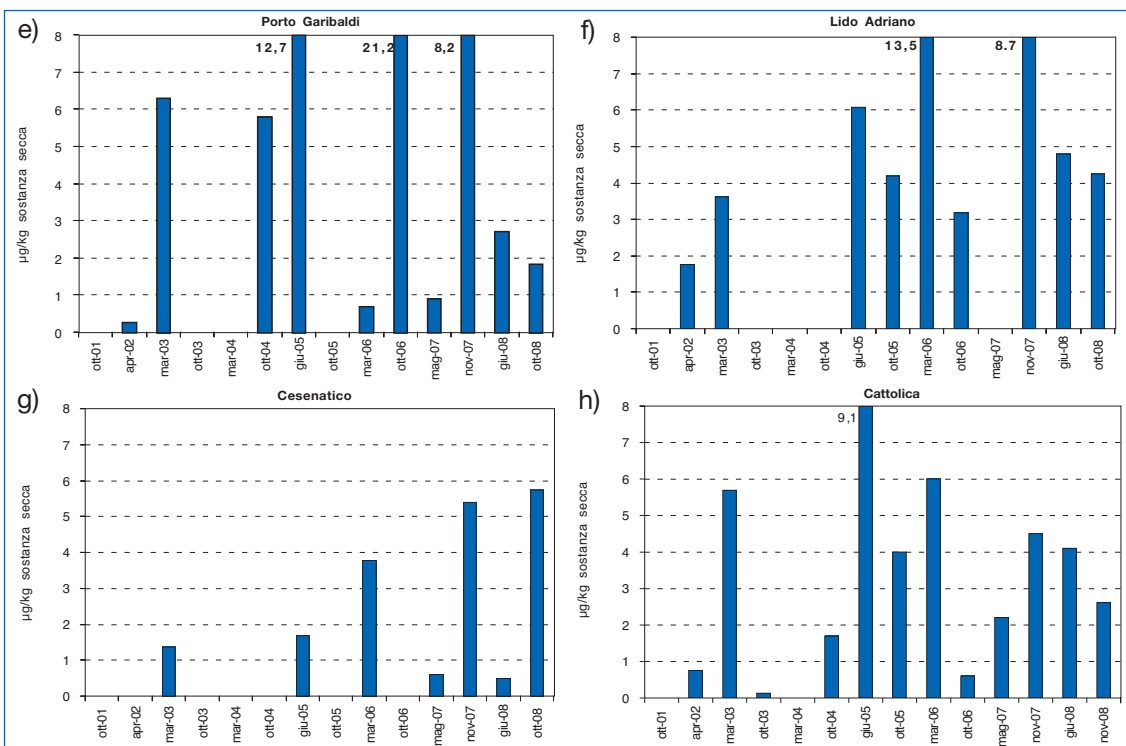 e)
Porto Garibaldi
µg/kg sostanza secca
8
7
6
5
4
3
2
1
0
12,7
21,2
8,2
ott-01
apr-02
mar-03
ott-03
mar-04
ott-04
giu-05
ott-05
mar-06
ott-06
mag-07
nov-07
giu-08
ott-08
f)
Lido Adriano
µg/kg sostanza secca
8
7
6
5
4
3
2
1
0
13,5
8.7
ott-01
apr-02
mar-03
ott-03
mar-04
ott-04
giu-05
ott-05
mar-06
ott-06
mag-07
nov-07
giu-08
ott-08
g)
Cesenatico
µg/kg sostanza secca
8
7
6
5
4
3
2
1
0
ott-01
apr-02
mar-03
ott-03
mar-04
ott-04
giu-05
ott-05
mar-06
ott-06
mag-07
nov-07
giu-08
ott-08
h)
Cattolica
µg/kg sostanza secca
8
7
6
5
4
3
2
1
0
9,1
ott-01
apr-02
mar-03
ott-03
mar-04
ott-04
giu-05
ott-05
mar-06
ott-06
mag-07
nov-07
giu-08
nov-08